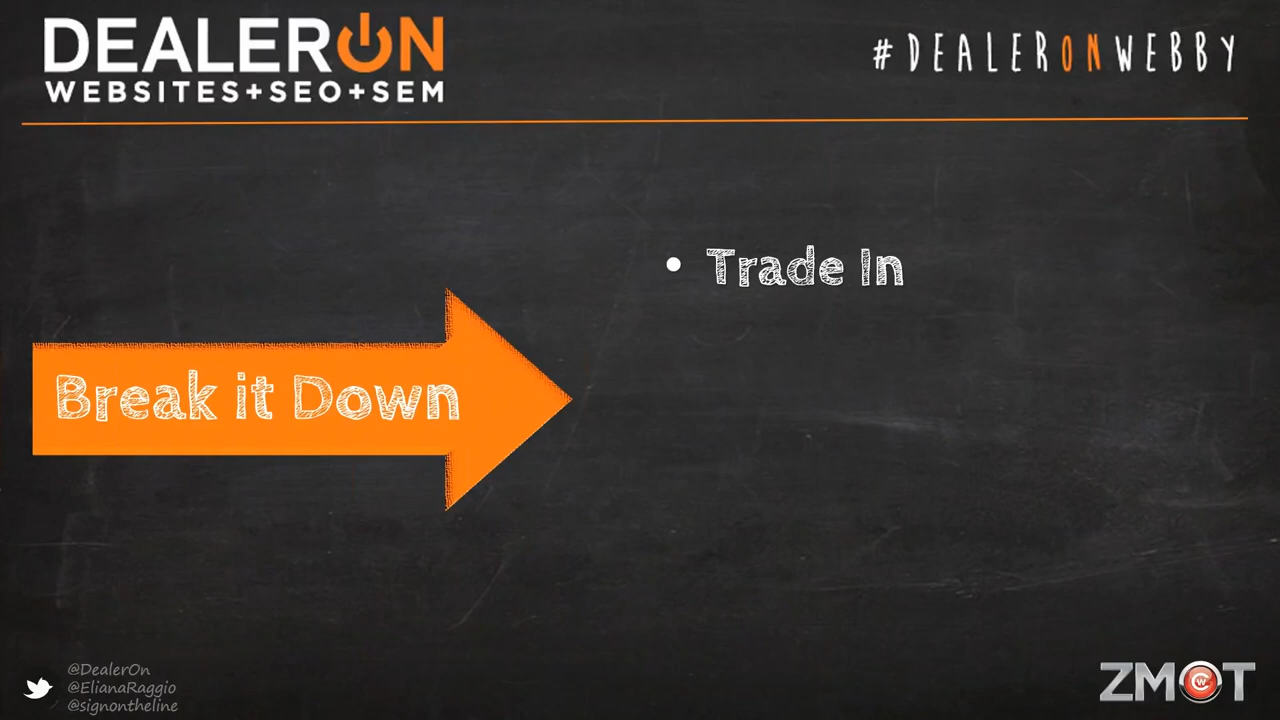 DEALERON
WEBSITES+SEO+SEM
#DEALERONWEBBY
• Trade In
Break it Down
@DealerOn
@ElianaRaggio
@signontheline
ZMOT